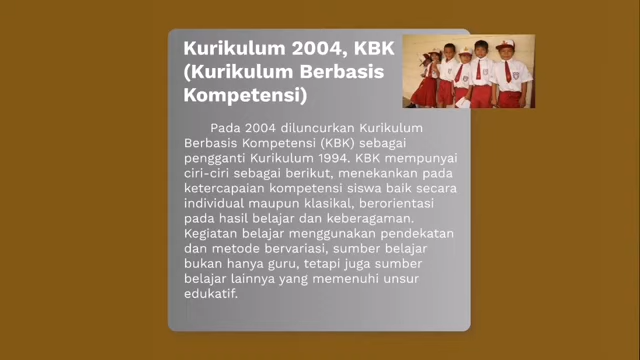 Kurikulum 2004, KBK
(Kurikulum Berbasis
Kompetensi)
Pada 2004 diluncurkan Kurikulum
Berbasis Kompetensi (KBK) sebagai
pengganti Kurikulum 1994. KBK mempunyai
ciri-ciri sebagai berikut, menekankan pada
ketercapaian kompetensi siswa baik secara
individual maupun klasikal, berorientasi
pada hasil belajar dan keberagaman.
Kegiatan belajar menggunakan pendekatan
dan metode bervariasi, sumber belajar
bukan hanya guru, tetapi juga sumber
belajar lainnya yang memenuhi unsur
edukatif.